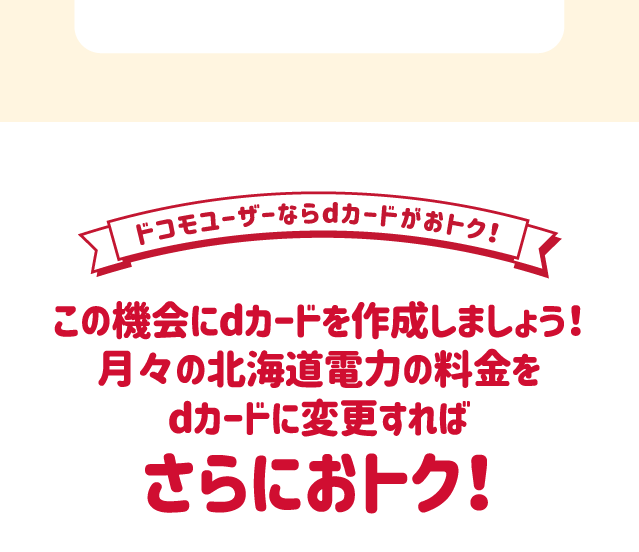 ドコモユーザーならdカードがおトク!
この機会にdカードを作成しましょう!
月々の北海道電力の料金を
dカードに変更すれば
さらにおトク!